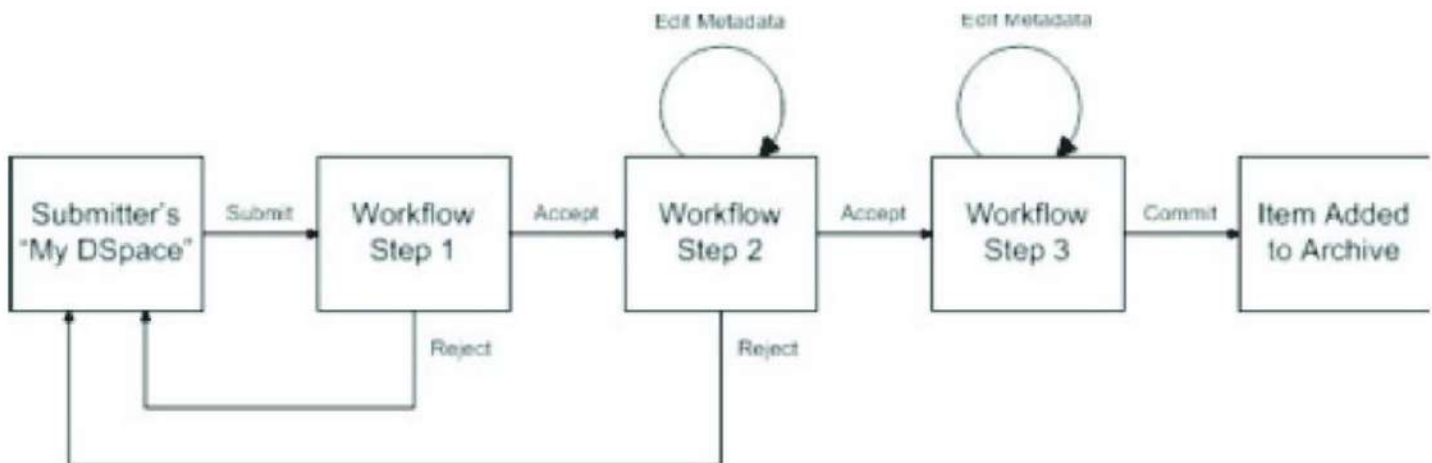 Edit Metadata
Edit Metadata
Submitter's
"My DSpace"
Submit
Workflow
Step 1
Accept
Workflow
Step 2
Accept
Workflow
Step 3
Commit
Item Added
to Archive
Reject
Reject